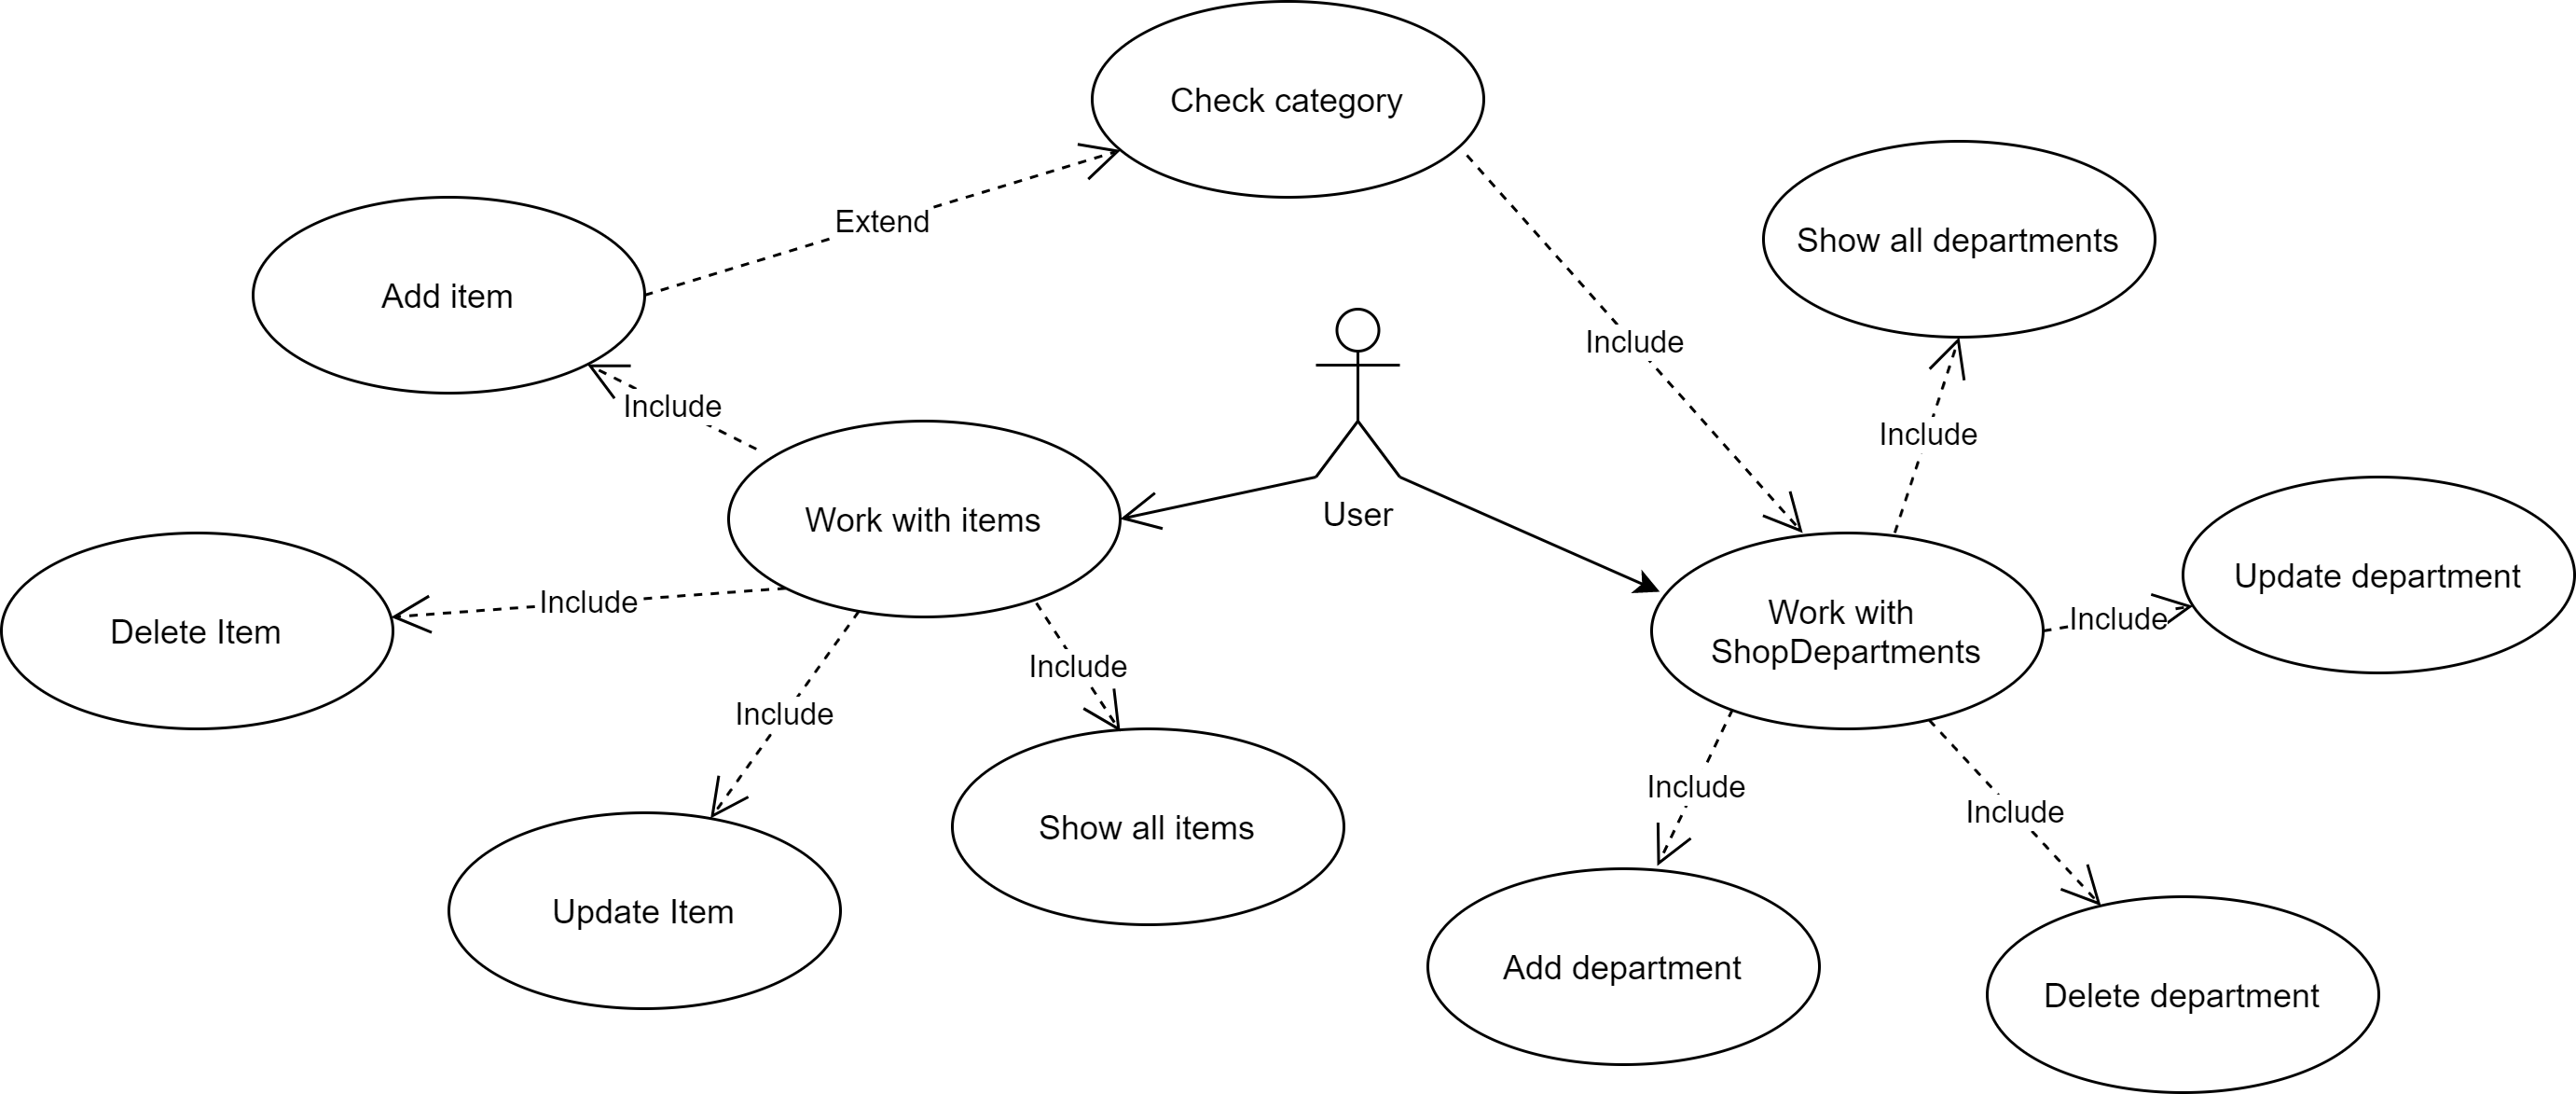 Check category
Show all departments
Extend
Add item
Include
Include
Include
User
Work with items
Update department
Work with
ShopDepartments
Include
Include
Delete Item
Include
Include
Include
Include
Include
Show all items
Update Item
Add department
Delete department